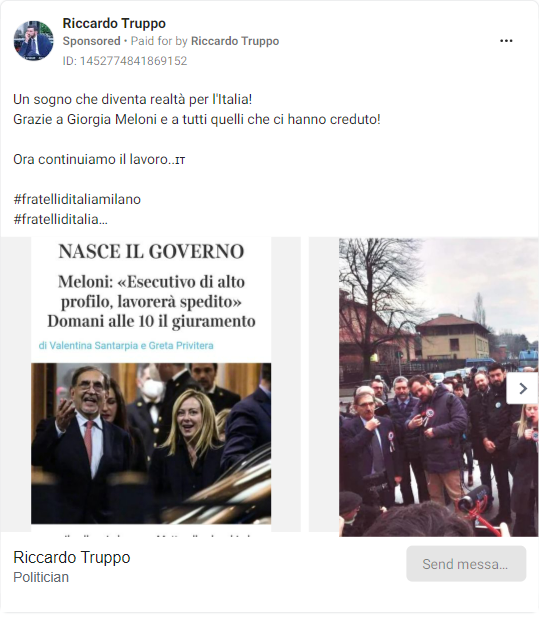 Riccardo Truppo
Sponsored • Paid for by Riccardo Truppo
ID: 1452774841869152
Un sogno che diventa realtà per l'Italia!
Grazie a Giorgia Meloni e a tutti quelli che ci hanno creduto!
Ora continuiamo il lavoro..ɪᴛ
#fratelliditaliamilano
#fratelliditalia...
NASCE IL GOVERNO
Meloni: «Esecutivo di alto
profilo, lavorerà spedito»
Domani alle 10 il giuramento
di Valentina Santarpia e Greta Privitera
Riccardo Truppo
Politician
Send messa...